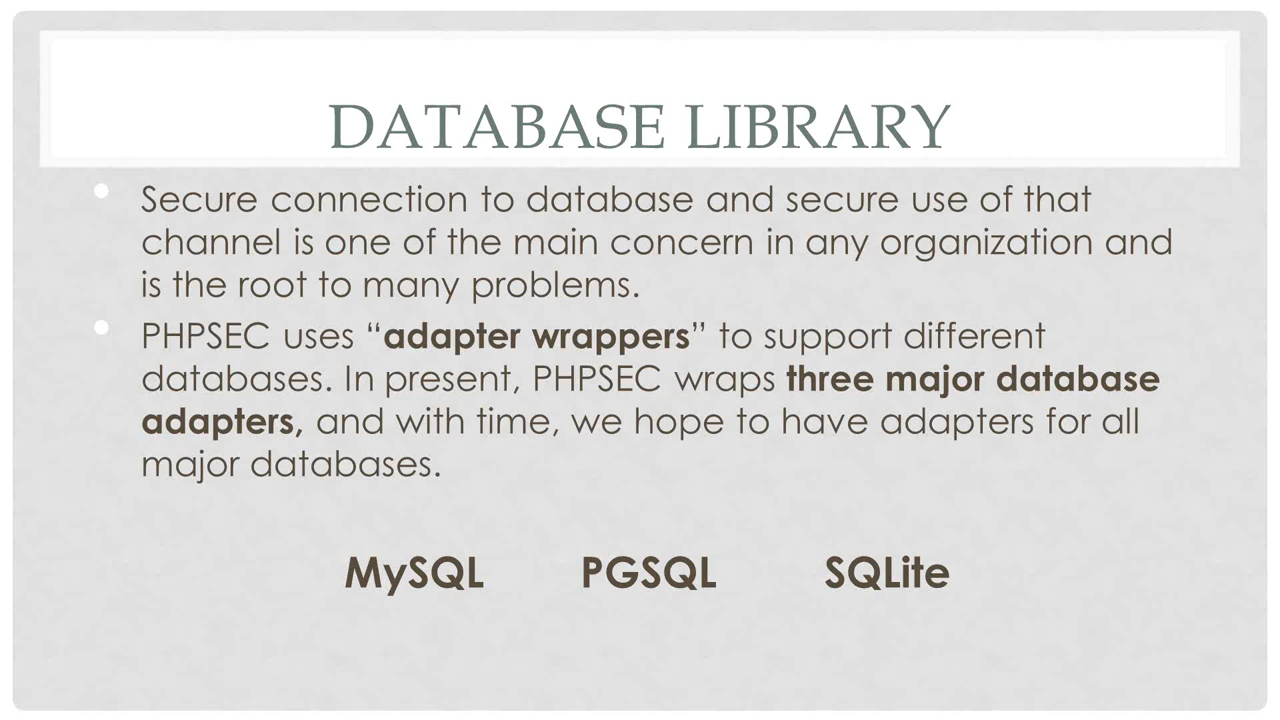 DATABASE LIBRARY
• Secure connection to database and secure use of that
channel is one of the main concern in any organization and
is the root to many problems.
• PHPSEC uses “adapter wrappers” to support different
databases. In present, PHPSEC wraps three major database
adapters, and with time, we hope to have adapters for all
major databases.
MySQL PGSQL SQLite